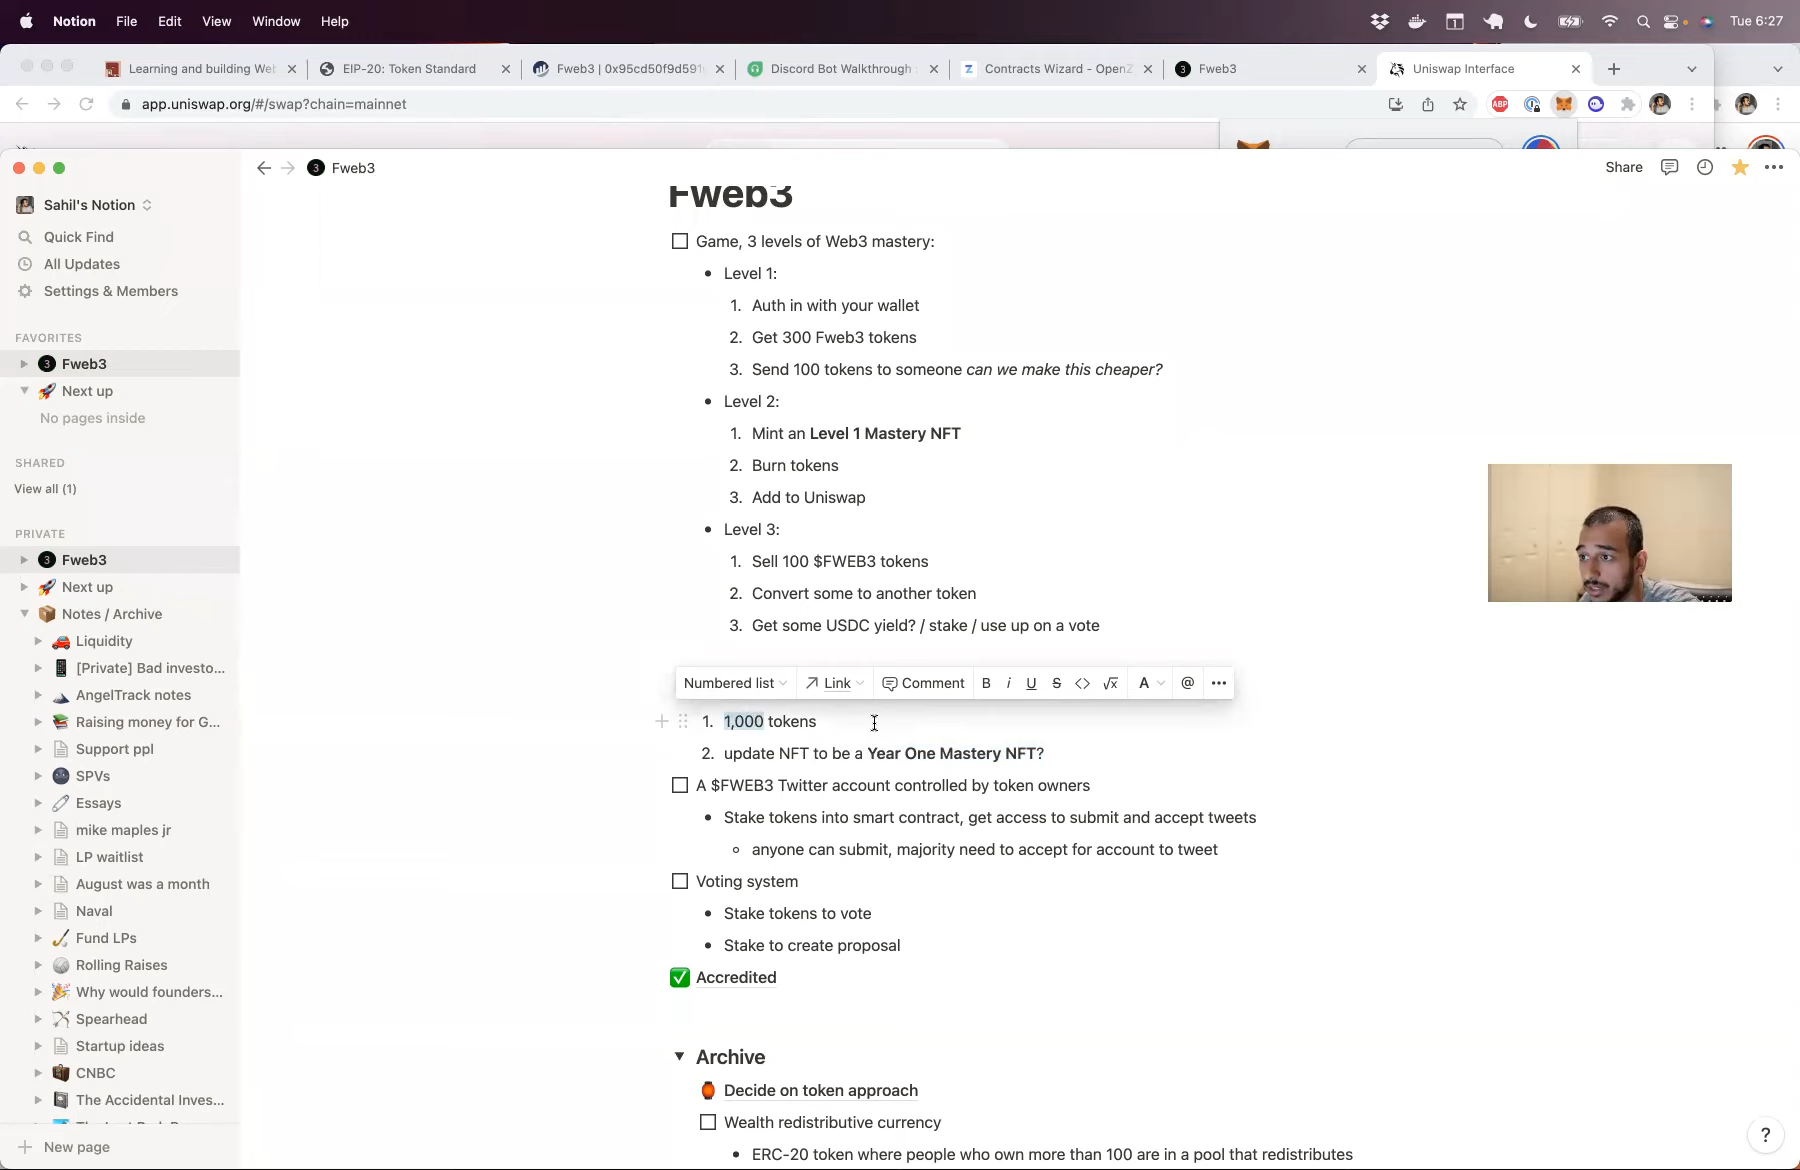 Notion File Edit View Window Help
1
Tue 6:27
Learning and building Web
EIP-20: Token Standard
Fweb3 | 0x95cd50f9d591
Discord Bot Walkthrough
Contracts Wizard - OpenZ
Fweb3
Uniswap Interface
app.uniswap.org/#/swap?chain=mainnet
ABP
3 Fweb3
Share
Sahil's Notion
Quick Find
All Updates
Settings & Members
FAVORITES
3 Fweb3
Next up
No pages inside
SHARED
View all (1)
PRIVATE
3 Fweb3
Next up
Notes / Archive
Liquidity
[Private] Bad investo...
AngelTrack notes
Raising money for G...
Support ppl
SPVs
Essays
mike maples jr
LP waitlist
August was a month
Naval
Fund LPs
Rolling Raises
Why would founders...
Spearhead
Startup ideas
CNBC
The Accidental Inves...
New page
Fweb3
Game, 3 levels of Web3 mastery:
• Level 1:
1. Auth in with your wallet
2. Get 300 Fweb3 tokens
3. Send 100 tokens to someone can we make this cheaper?
• Level 2:
1. Mint an Level 1 Mastery NFT
2. Burn tokens
3. Add to Uniswap
• Level 3:
1. Sell 100 $FWEB3 tokens
2. Convert some to another token
3. Get some USDC yield? / stake / use up on a vote
Numbered list Link Comment B i U S <> √x A @ •••
1. 1,000 tokens
2. update NFT to be a Year One Mastery NFT?
A $FWEB3 Twitter account controlled by token owners
• Stake tokens into smart contract, get access to submit and accept tweets
◦ anyone can submit, majority need to accept for account to tweet
Voting system
• Stake tokens to vote
• Stake to create proposal
✅ Accredited
Archive
Decide on token approach
Wealth redistributive currency
• ERC-20 token where people who own more than 100 are in a pool that redistributes
?